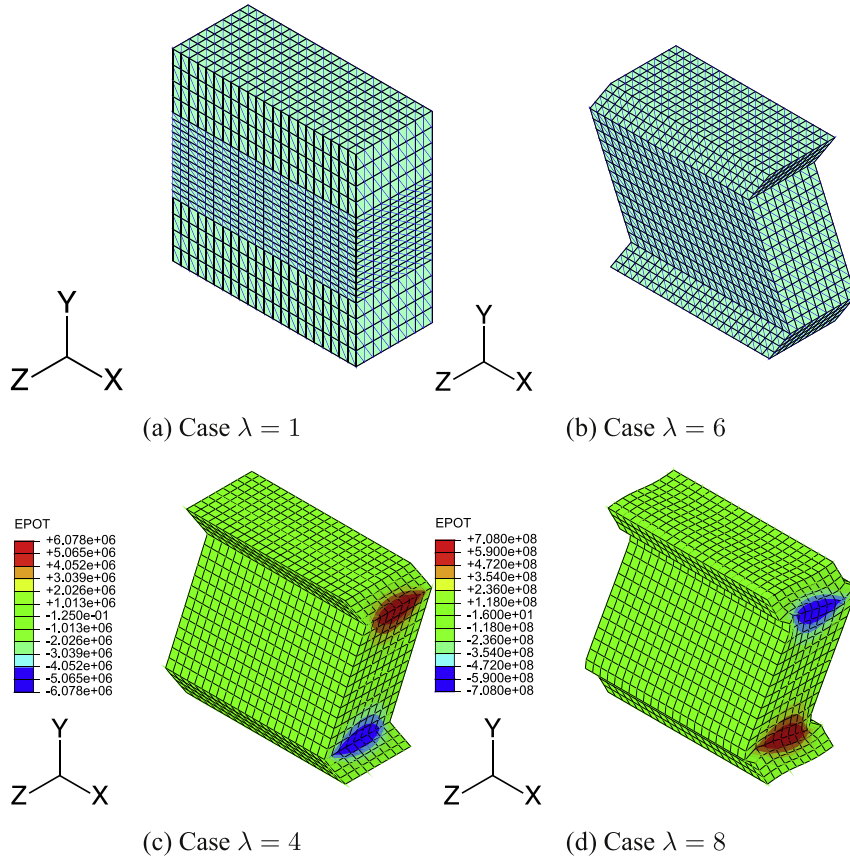 Y
Z
X
Y
Z
X
(a) Case λ = 1
(b) Case λ = 6
EPOT
+6.078e+06
+5.065e+06
+4.052e+06
+3.039e+06
+2.026e+06
+1.013e+06
-1.250e-01
-1.013e+06
-2.026e+06
-3.039e+06
-4.052e+06
-5.065e+06
-6.078e+06
Y
Z
X
EPOT
+7.080e+08
+5.900e+08
+4.720e+08
+3.540e+08
+2.360e+08
+1.180e+08
-1.600e+01
-1.180e+08
-2.360e+08
-3.540e+08
-4.720e+08
-5.900e+08
-7.080e+08
Y
Z
X
(c) Case λ = 4
(d) Case λ = 8